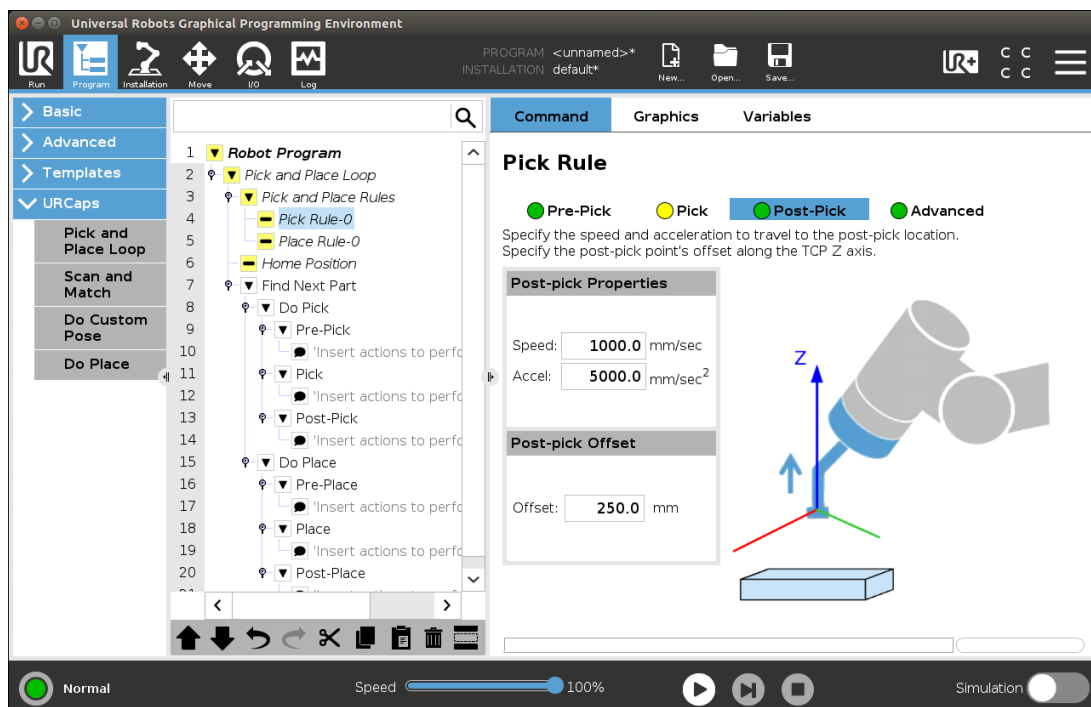 Universal Robots Graphical Programming Environment
UR
Run
Program
Installation
Move
I/O
Log
PROGRAM <unnamed>*
INSTALLATION default*
New...
Open...
Save...
UR+
C C
C C
Basic
Advanced
Templates
URCaps
Pick and
Place Loop
Scan and
Match
Do Custom
Pose
Do Place
1 Robot Program
2 Pick and Place Loop
3 Pick and Place Rules
4 Pick Rule-0
5 Place Rule-0
6 Home Position
7 Find Next Part
8 Do Pick
9 Pre-Pick
10 'Insert actions to perfo
11 Pick
12 'Insert actions to perfo
13 Post-Pick
14 'Insert actions to perfo
15 Do Place
16 Pre-Place
17 'Insert actions to perfo
18 Place
19 'Insert actions to perfo
20 Post-Place
Command Graphics Variables
Pick Rule
Pre-Pick Pick Post-Pick Advanced
Specify the speed and acceleration to travel to the post-pick location.
Specify the post-pick point's offset along the TCP Z axis.
Post-pick Properties
Speed: 1000.0 mm/sec
Accel: 5000.0 mm/sec2
Post-pick Offset
Offset: 250.0 mm
Z
Normal
Speed 100%
Simulation